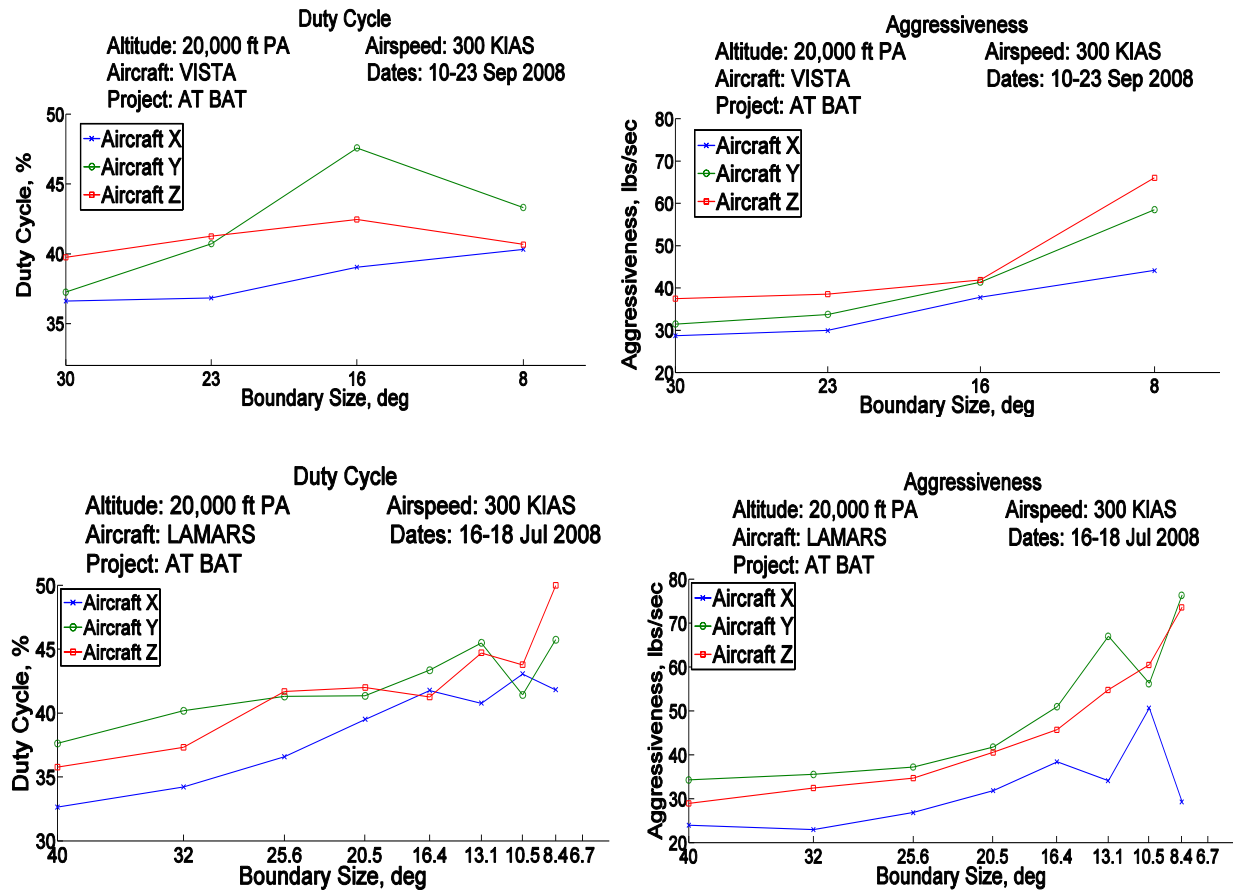 Duty Cycle
Altitude: 20,000 ft PA Airspeed: 300 KIAS
Aircraft: VISTA Dates: 10-23 Sep 2008
Project: AT BAT
50
45
40
35
Duty Cycle, %
Aircraft X
Aircraft Y
Aircraft Z
30 23 16 8
Boundary Size, deg
Aggressiveness
Altitude: 20,000 ft PA Airspeed: 300 KIAS
Aircraft: VISTA Dates: 10-23 Sep 2008
Project: AT BAT
80
70
60
50
40
30
20
Aggressiveness, lbs/sec
Aircraft X
Aircraft Y
Aircraft Z
30 23 16 8
Boundary Size, deg
Duty Cycle
Altitude: 20,000 ft PA Airspeed: 300 KIAS
Aircraft: LAMARS Dates: 16-18 Jul 2008
Project: AT BAT
50
45
40
35
30
Duty Cycle, %
Aircraft X
Aircraft Y
Aircraft Z
40 32 25.6 20.5 16.4 13.1 10.5 8.4 6.7
Boundary Size, deg
Aggressiveness
Altitude: 20,000 ft PA Airspeed: 300 KIAS
Aircraft: LAMARS Dates: 16-18 Jul 2008
Project: AT BAT
80
70
60
50
40
30
20
Aggressiveness, lbs/sec
Aircraft X
Aircraft Y
Aircraft Z
40 32 25.6 20.5 16.4 13.1 10.5 8.4 6.7
Boundary Size, deg